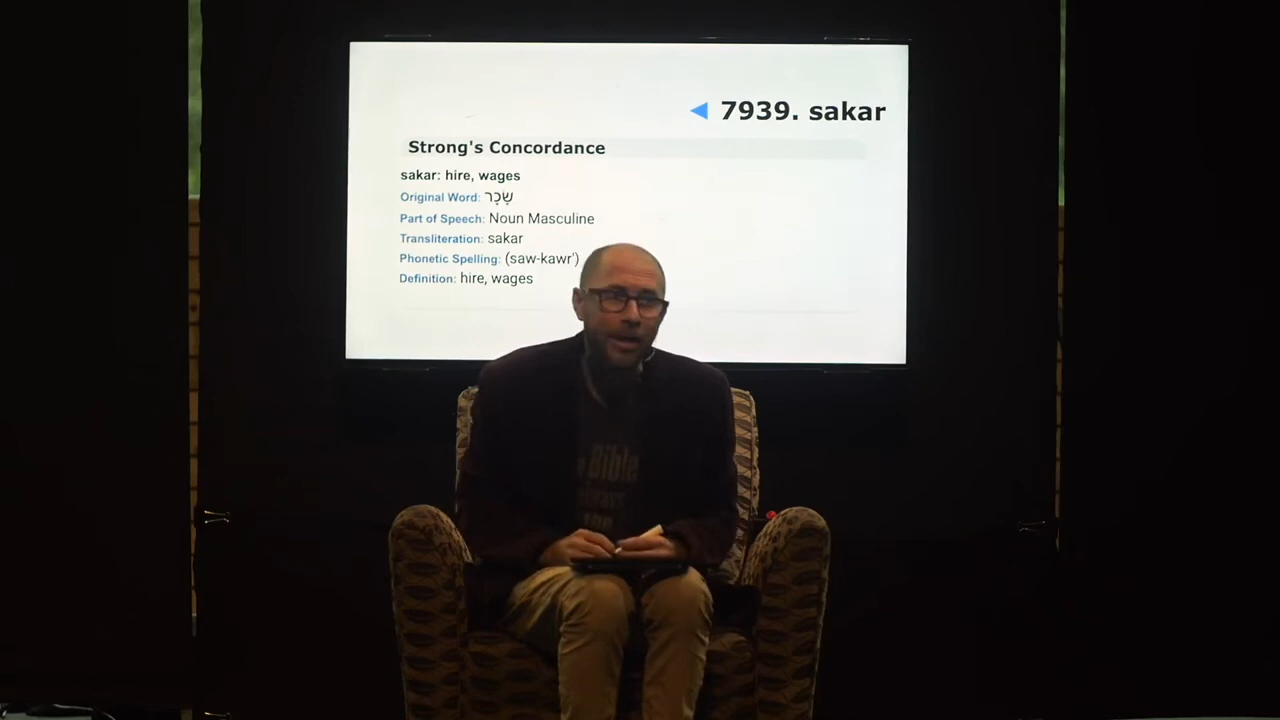 7939. sakar
Strong's Concordance
sakar: hire, wages
Original Word: שָׂכָר
Part of Speech: Noun Masculine
Transliteration: sakar
Phonetic Spelling: (saw-kawr')
Definition: hire, wages
Bible